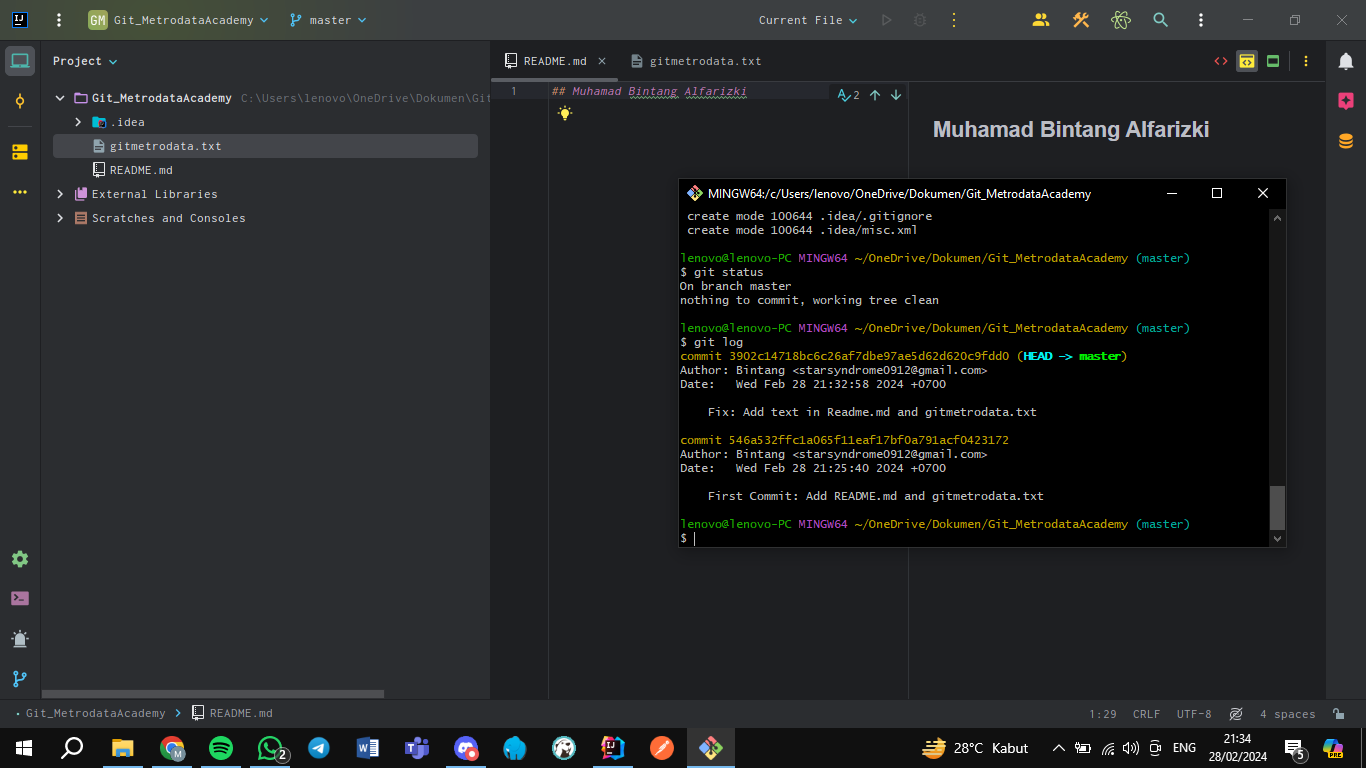 GM Git_MetrodataAcademy master Current File
Project
README.md gitmetrodata.txt
Git_MetrodataAcademy C:\Users\lenovo\OneDrive\Dokumen\Git
.idea
gitmetrodata.txt
README.md
External Libraries
Scratches and Consoles
1 ## Muhamad Bintang Alfarizki 2
Muhamad Bintang Alfarizki
MINGW64:/c/Users/lenovo/OneDrive/Dokumen/Git_MetrodataAcademy
create mode 100644 .idea/.gitignore
create mode 100644 .idea/misc.xml
lenovo@lenovo-PC MINGW64 ~/OneDrive/Dokumen/Git_MetrodataAcademy (master)
$ git status
On branch master
nothing to commit, working tree clean
lenovo@lenovo-PC MINGW64 ~/OneDrive/Dokumen/Git_MetrodataAcademy (master)
$ git log
commit 3902c14718bc6c26af7dbe97ae5d62d620c9fdd0 (HEAD -> master)
Author: Bintang <starsyndrome0912@gmail.com>
Date:   Wed Feb 28 21:32:58 2024 +0700
Fix: Add text in Readme.md and gitmetrodata.txt
commit 546a532ffc1a065f11eaf17bf0a791acf0423172
Author: Bintang <starsyndrome0912@gmail.com>
Date:   Wed Feb 28 21:25:40 2024 +0700
First Commit: Add README.md and gitmetrodata.txt
lenovo@lenovo-PC MINGW64 ~/OneDrive/Dokumen/Git_MetrodataAcademy (master)
$
Git_MetrodataAcademy > README.md 1:29 CRLF UTF-8 4 spaces
2 28°C Kabut ENG 21:34
28/02/2024 5 PRE